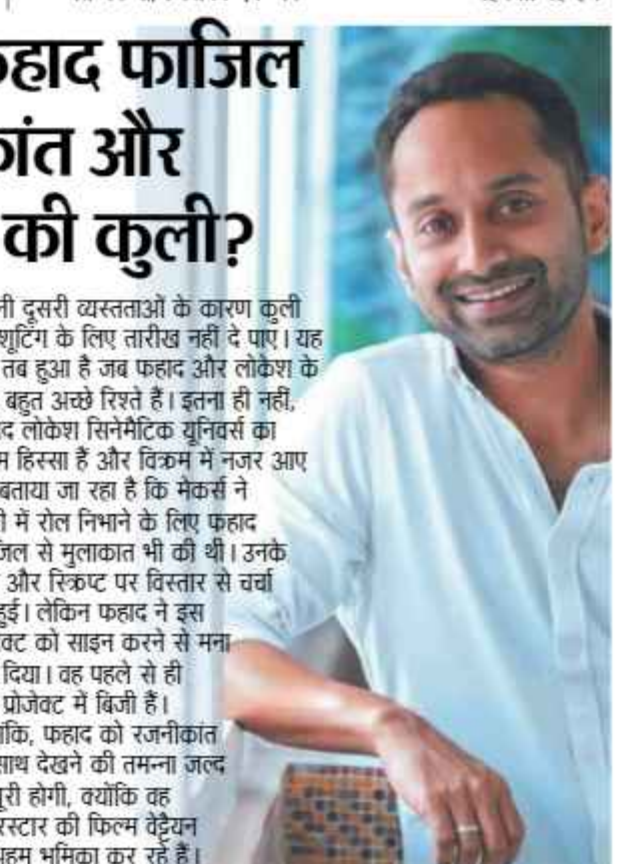 फाजिल
और
की कुली?
दूसरी व्यस्तताओं के कारण कुली
शूटिंग के लिए तारीख नहीं दे पाए। यह
तब हुआ है जब फहाद और लोकेश के
बहुत अच्छे रिश्ते हैं। इतना ही नहीं,
लोकेश सिनेमैटिक यूनिवर्स का
हिस्सा हैं और विक्रम में नजर आए
बताया जा रहा है कि मेकर्स ने
में रोल निभाने के लिए फहाद
से मुलाकात भी की थी। उनके
और स्क्रिप्ट पर विस्तार से चर्चा
हुई। लेकिन फहाद ने इस
को साइन करने से मना
दिया। वह पहले से ही
प्रोजेक्ट में बिजी हैं।
फहाद को रजनीकांत
साथ देखने की तमन्ना जल्द
होगी, क्योंकि वह
की फिल्म वेट्टैयन
भूमिका कर रहे हैं।